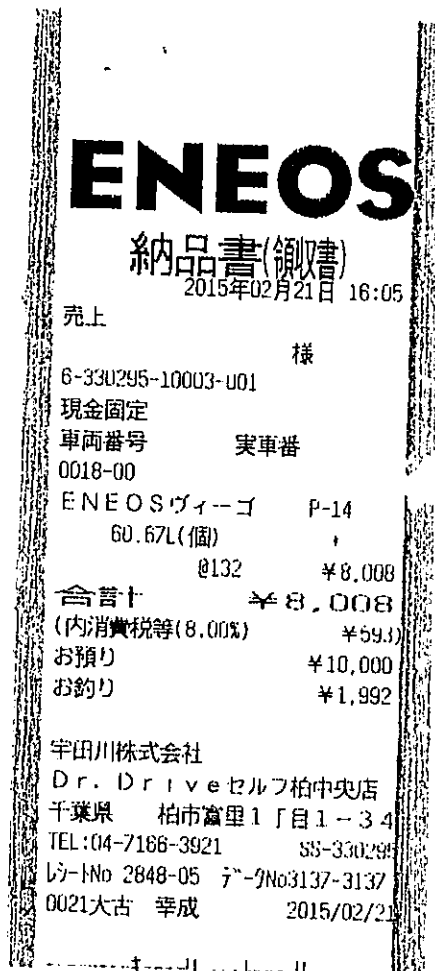 ENEOS
納品書(領収書)
2015年02月21日 16:05
売上
様
6-330295-10003-001
現金固定
車両番号 実車番
0018-00
ENEOSヴィーゴ P-14
60.67L(個)
@132 ¥8,008
合計 ¥8,008
(内消費税等(8.00%) ¥593)
お預り ¥10,000
お釣り ¥1,992
宇田川株式会社
Dr.Driveセルフ柏中央店
千葉県 柏市富里1丁目1-34
TEL:04-7166-3921 SS-330295
レシートNo 2848-05 データNo3137-3137
0021大古 幸成 2015/02/21